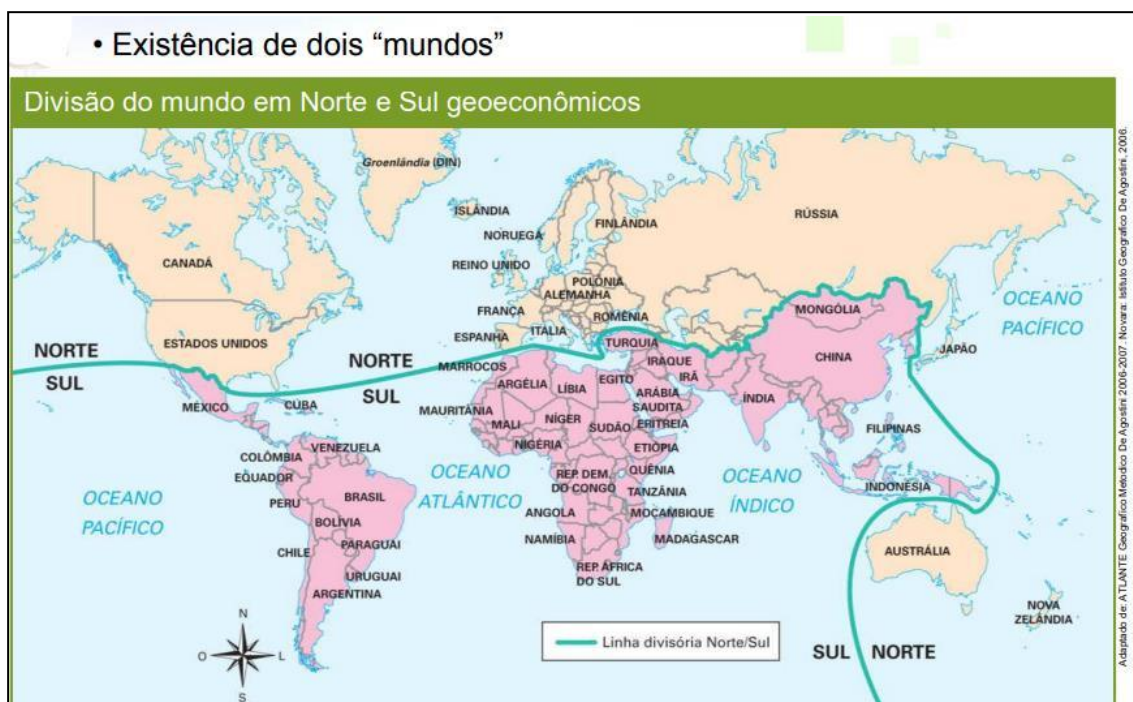 • Existência de dois “mundos”
Divisão do mundo em Norte e Sul geoeconômicos
Groenlândia (DIN)
ISLÂNDIA
FINLÂNDIA
RÚSSIA
NORUEGA
CANADÁ
REINO UNIDO
POLÔNIA
ALEMANHA
FRANÇA
ROMÊNIA
ITÁLIA
ESPANHA
ESTADOS UNIDOS
OCEANO
PACÍFICO
MONGÓLIA
JAPÃO
CHINA
TURQUIA
NORTE
SUL
NORTE
SUL
MARROCOS
IRAQUE
IRÃ
ARGÉLIA
LÍBIA
EGITO
ARÁBIA
SAUDITA
ÍNDIA
MÉXICO
CUBA
MAURITÂNIA
MALI
NÍGER
SUDÃO
ERITREIA
FILIPINAS
NIGÉRIA
ETIÓPIA
VENEZUELA
COLÔMBIA
EQUADOR
REP. DEM.
DO CONGO
QUÊNIA
INDONÉSIA
OCEANO
ATLÂNTICO
OCEANO
ÍNDICO
OCEANO
PACÍFICO
PERU
BRASIL
TANZÂNIA
ANGOLA
MOÇAMBIQUE
BOLÍVIA
NAMÍBIA
MADAGASCAR
CHILE
PARAGUAI
AUSTRÁLIA
REP. ÁFRICA
DO SUL
URUGUAI
ARGENTINA
NOVA
ZELÂNDIA
N
O
L
S
Linha divisória Norte/Sul
SUL
NORTE
Adaptado de: ATLANTE Geografico Metodico De Agostini 2006-2007. Novara: Istituto Geografico De Agostini, 2006.